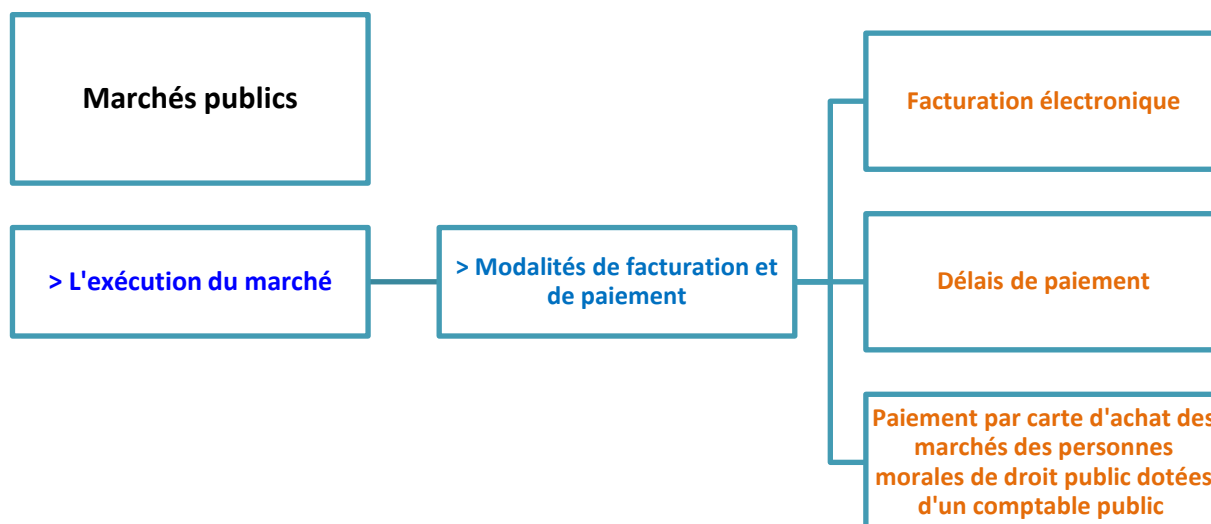 Marchés publics
> L'exécution du marché
> Modalités de facturation et
de paiement
Facturation électronique
Délais de paiement
Paiement par carte d'achat des
marchés des personnes
morales de droit public dotées
d'un comptable public